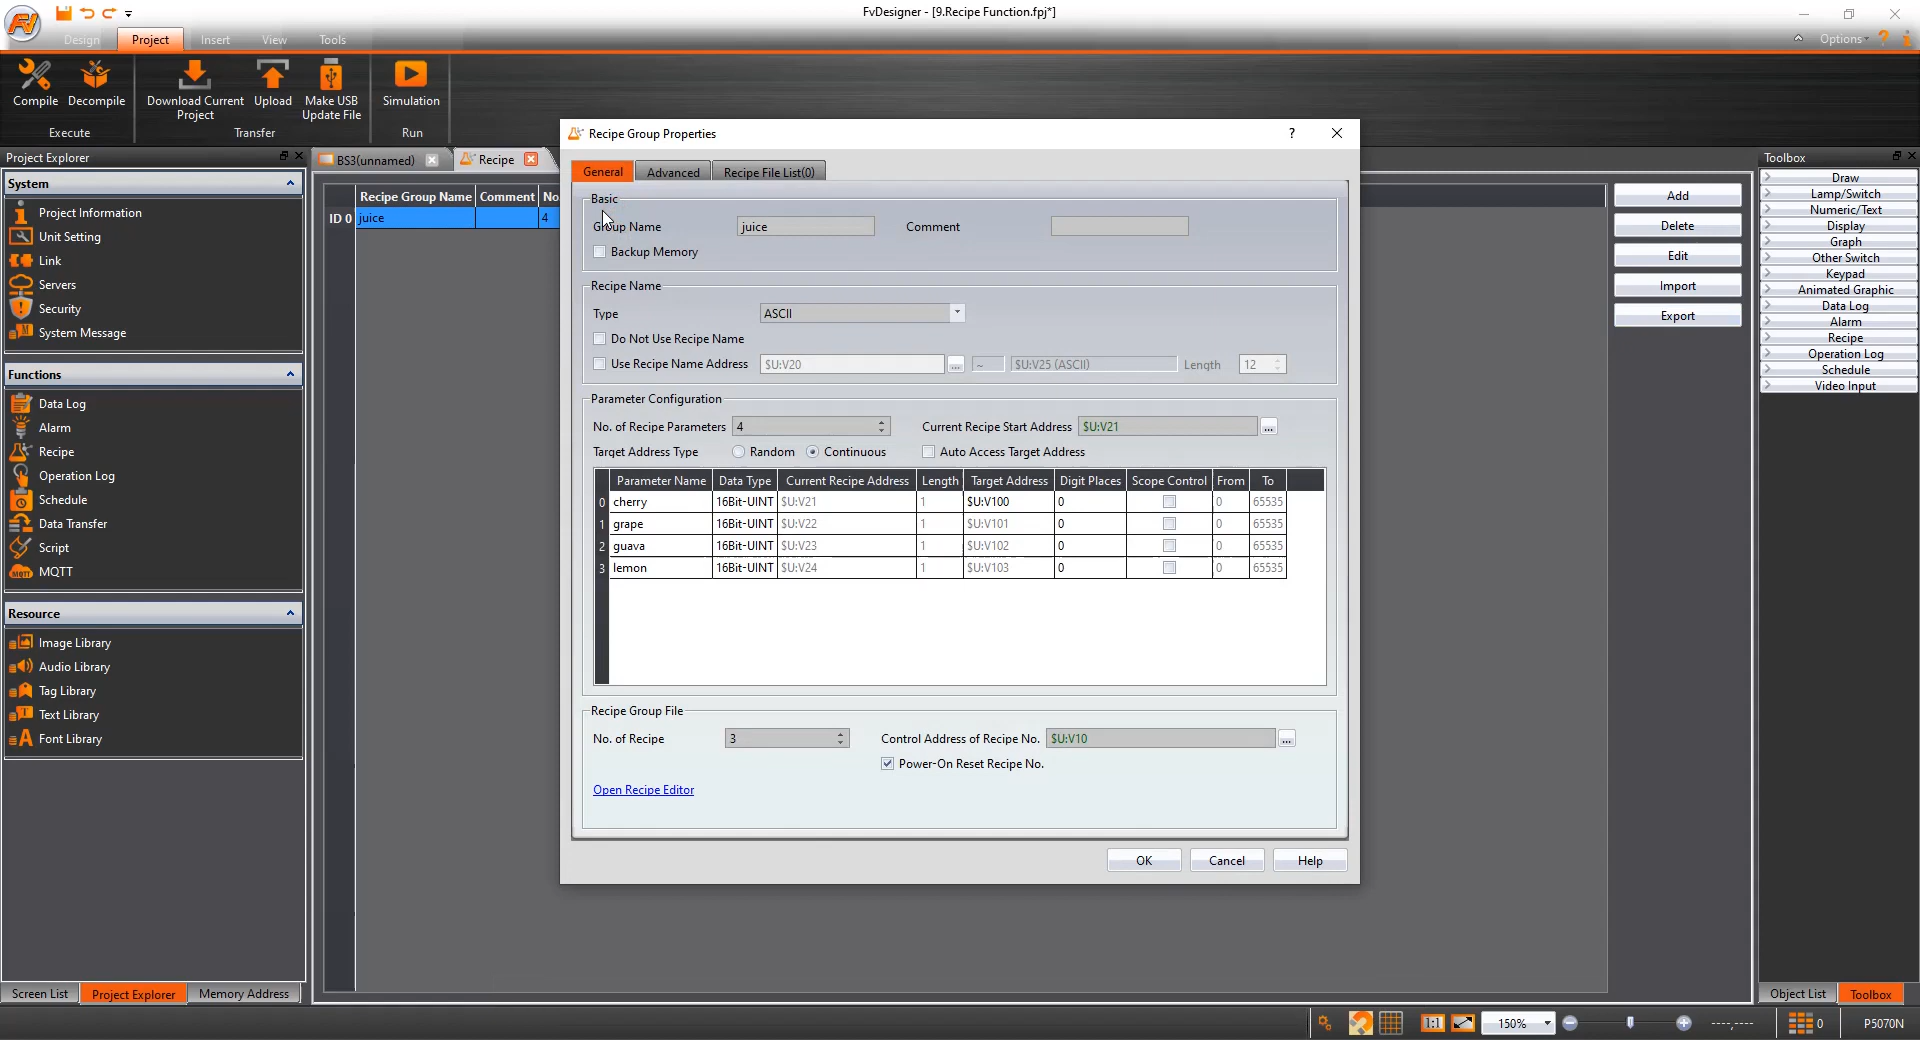 FvDesigner - [9.Recipe Function.fpj*]
Design Project Insert View Tools
Options
Compile Decompile Download Current Project Upload Make USB Update File Simulation
Execute Transfer Run
Project Explorer
System
Project Information
Unit Setting
Link
Servers
Security
System Message
Functions
Data Log
Alarm
Recipe
Operation Log
Schedule
Data Transfer
Script
MQTT
Resource
Image Library
Audio Library
Tag Library
Text Library
Font Library
Screen List Project Explorer Memory Address
BS3(unnamed) Recipe
Recipe Group Name Comment No.
ID 0 juice 4
Recipe Group Properties
General Advanced Recipe File List(0)
Basic
Group Name juice Comment
Backup Memory
Recipe Name
Type ASCII
Do Not Use Recipe Name
Use Recipe Name Address $U:V20 ... ~ $U:V25 (ASCII) Length 12
Parameter Configuration
No. of Recipe Parameters 4 Current Recipe Start Address $U:V21 ...
Target Address Type Random Continuous Auto Access Target Address
Parameter Name Data Type Current Recipe Address Length Target Address Digit Places Scope Control From To
0 cherry 16Bit-UINT $U:V21 1 $U:V100 0 0 65535
1 grape 16Bit-UINT $U:V22 1 $U:V101 0 0 65535
2 guava 16Bit-UINT $U:V23 1 $U:V102 0 0 65535
3 lemon 16Bit-UINT $U:V24 1 $U:V103 0 0 65535
Recipe Group File
No. of Recipe 3 Control Address of Recipe No. $U:V10 ...
Power-On Reset Recipe No.
Open Recipe Editor
OK Cancel Help
Add
Delete
Edit
Import
Export
Toolbox
Draw
Lamp/Switch
Numeric/Text
Display
Graph
Other Switch
Keypad
Animated Graphic
Data Log
Alarm
Recipe
Operation Log
Schedule
Video Input
Object List Toolbox
1:1 150% ----,---- 0 P5070N